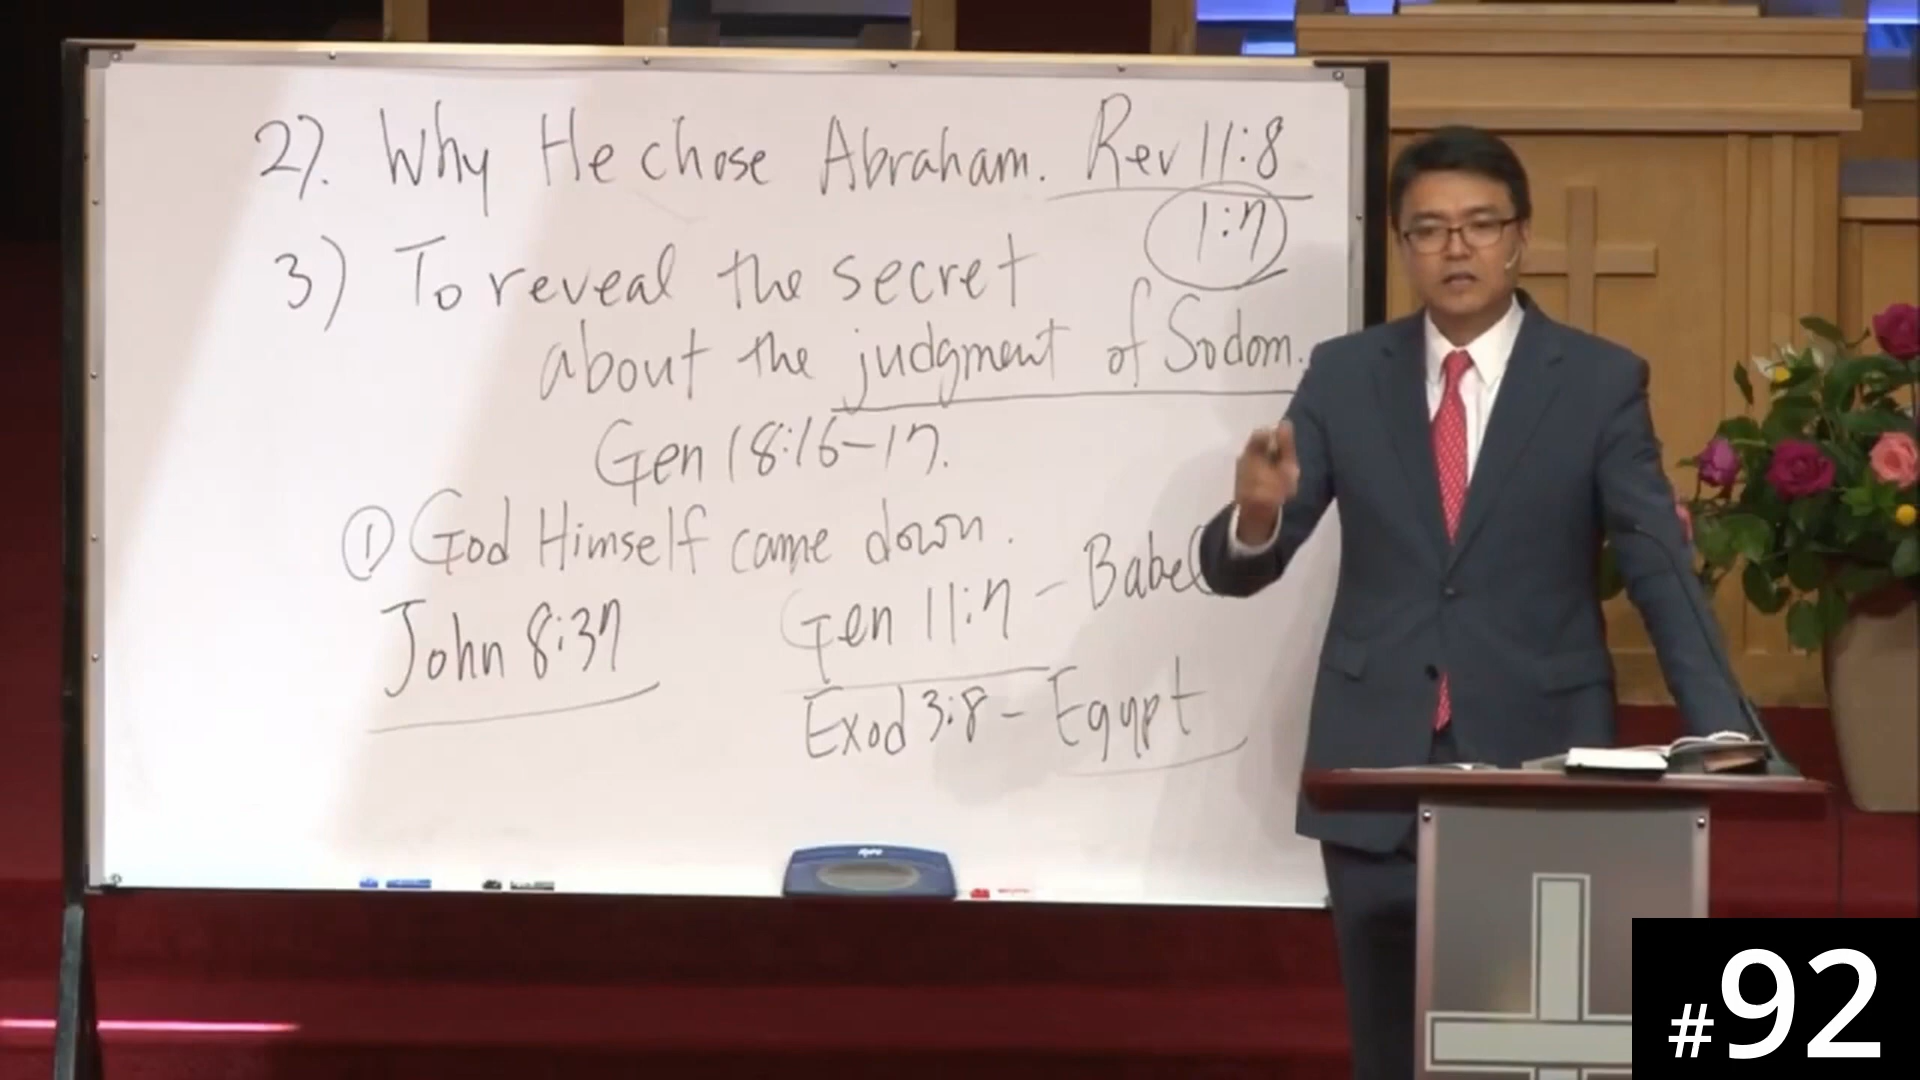 2). Why He chose Abraham. Rev 11:8
1:7
3) To reveal the secret
about the judgment of Sodom.
Gen 18:16-17.
① God Himself came down.
John 8:37
Gen 11:7 - Babel
Exod 3:8 - Egypt
#92